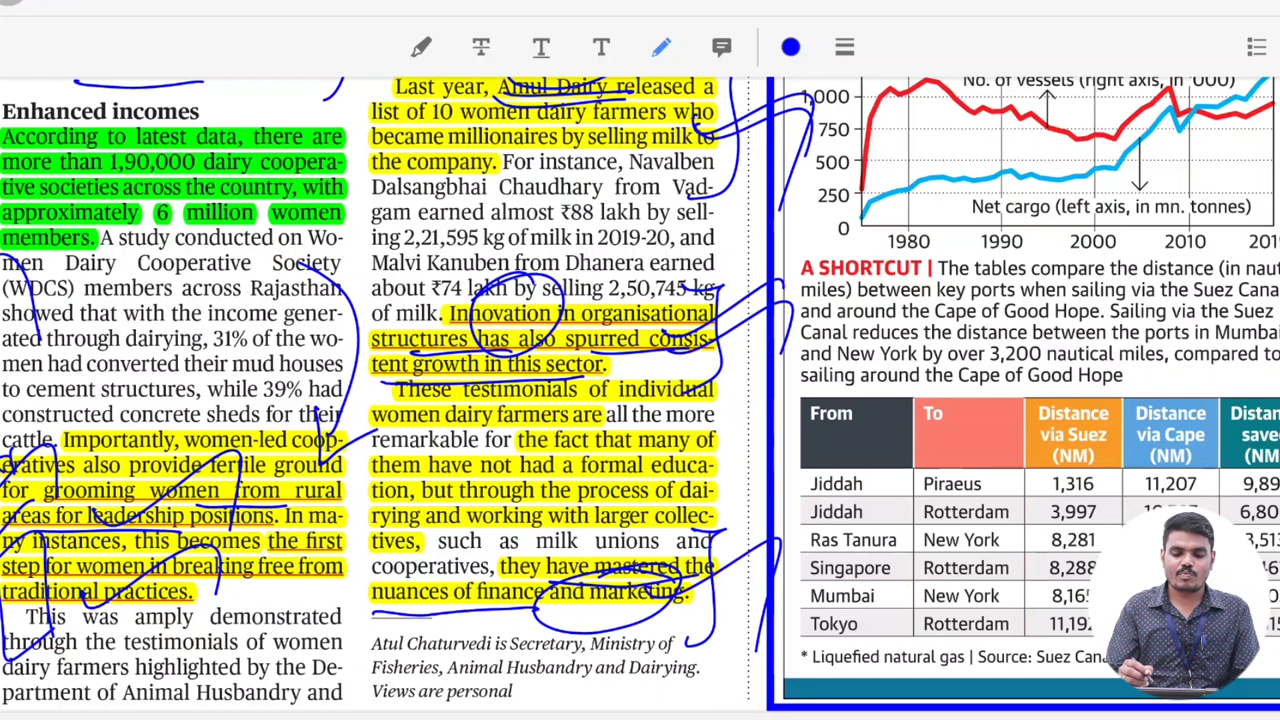 Enhanced incomes
According to latest data, there are
more than 1,90,000 dairy coopera-
tive societies across the country, with
approximately 6 million women
members. A study conducted on Wo-
men Dairy Cooperative Society
(WDCS) members across Rajasthan
showed that with the income gener-
ated through dairying, 31% of the wo-
men had converted their mud houses
to cement structures, while 39% had
constructed concrete sheds for their
cattle. Importantly, women-led coop-
eratives also provide fertile ground
for grooming women from rural
areas for leadership positions. In ma-
ny instances, this becomes the first
step for women in breaking free from
traditional practices.
This was amply demonstrated
through the testimonials of women
dairy farmers highlighted by the De-
partment of Animal Husbandry and
Last year, Amul Dairy released a
list of 10 women dairy farmers who
became millionaires by selling milk to
the company. For instance, Navalben
Dalsangbhai Chaudhary from Vad-
gam earned almost ₹88 lakh by sell-
ing 2,21,595 kg of milk in 2019-20, and
Malvi Kanuben from Dhanera earned
about ₹74 lakh by selling 2,50,745 kg
of milk. Innovation in organisational
structures has also spurred consis-
tent growth in this sector.
These testimonials of individual
women dairy farmers are all the more
remarkable for the fact that many of
them have not had a formal educa-
tion, but through the process of dai-
rying and working with larger collec-
tives, such as milk unions and
cooperatives, they have mastered the
nuances of finance and marketing.
Atul Chaturvedi is Secretary, Ministry of
Fisheries, Animal Husbandry and Dairying.
Views are personal
No. of vessels (right axis, in '000)
1,000
750
500
250
0
Net cargo (left axis, in mn. tonnes)
1980 1990 2000 2010 201
A SHORTCUT | The tables compare the distance (in naut
miles) between key ports when sailing via the Suez Cana
and around the Cape of Good Hope. Sailing via the Suez
Canal reduces the distance between the ports in Mumba
and New York by over 3,200 nautical miles, compared to
sailing around the Cape of Good Hope
From To Distance via Suez (NM) Distance via Cape (NM) Distan save (NM
Jiddah Piraeus 1,316 11,207 9,89
Jiddah Rotterdam 3,997 6,80
Ras Tanura New York 8,281 3,51
Singapore Rotterdam 8,288
Mumbai New York 8,16
Tokyo Rotterdam 11,19
* Liquefied natural gas | Source: Suez Cana